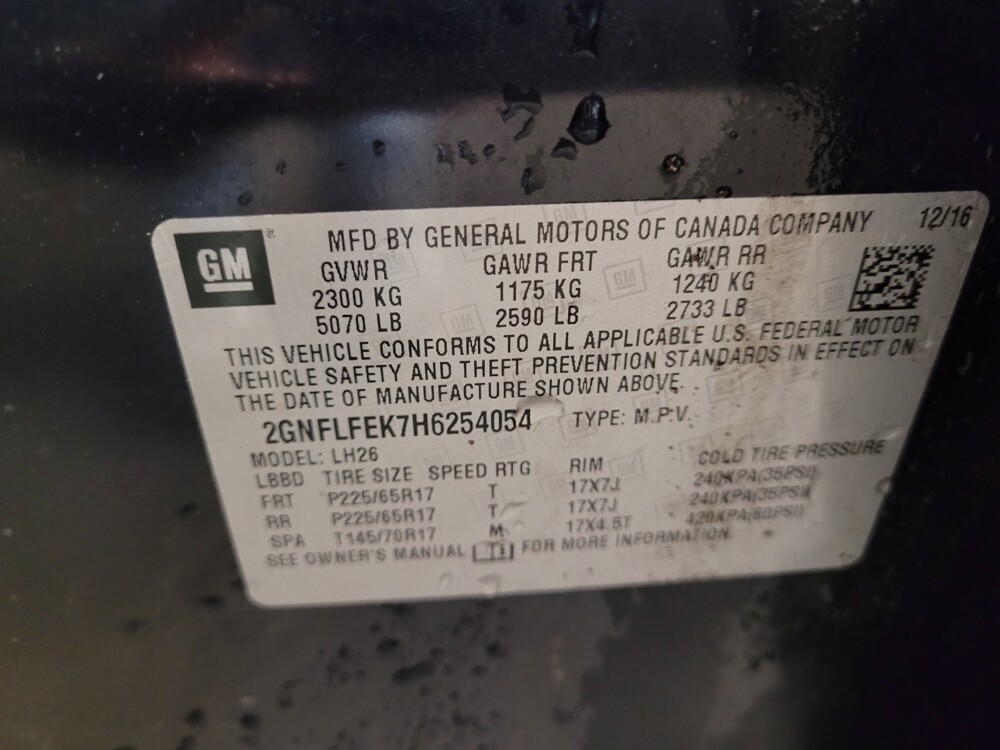 GM
MFD BY GENERAL MOTORS OF CANADA COMPANY 12/16
GVWR GAWR FRT GAWR RR
2300 KG 1175 KG 1240 KG
5070 LB 2590 LB 2733 LB
THIS VEHICLE CONFORMS TO ALL APPLICABLE U.S. FEDERAL MOTOR
VEHICLE SAFETY AND THEFT PREVENTION STANDARDS IN EFFECT ON
THE DATE OF MANUFACTURE SHOWN ABOVE.
2GNFLFEK7H6254054 TYPE: M.P.V.
MODEL: LH26
LBBD TIRE SIZE SPEED RTG RIM COLD TIRE PRESSURE
FRT P225/65R17 T 17X7J 240KPA(35PSI)
RR P225/65R17 T 17X7J 240KPA(35PSI)
SPA T145/70R17 M 17X4.5T 420KPA(60PSI)
SEE OWNER'S MANUAL FOR MORE INFORMATION.